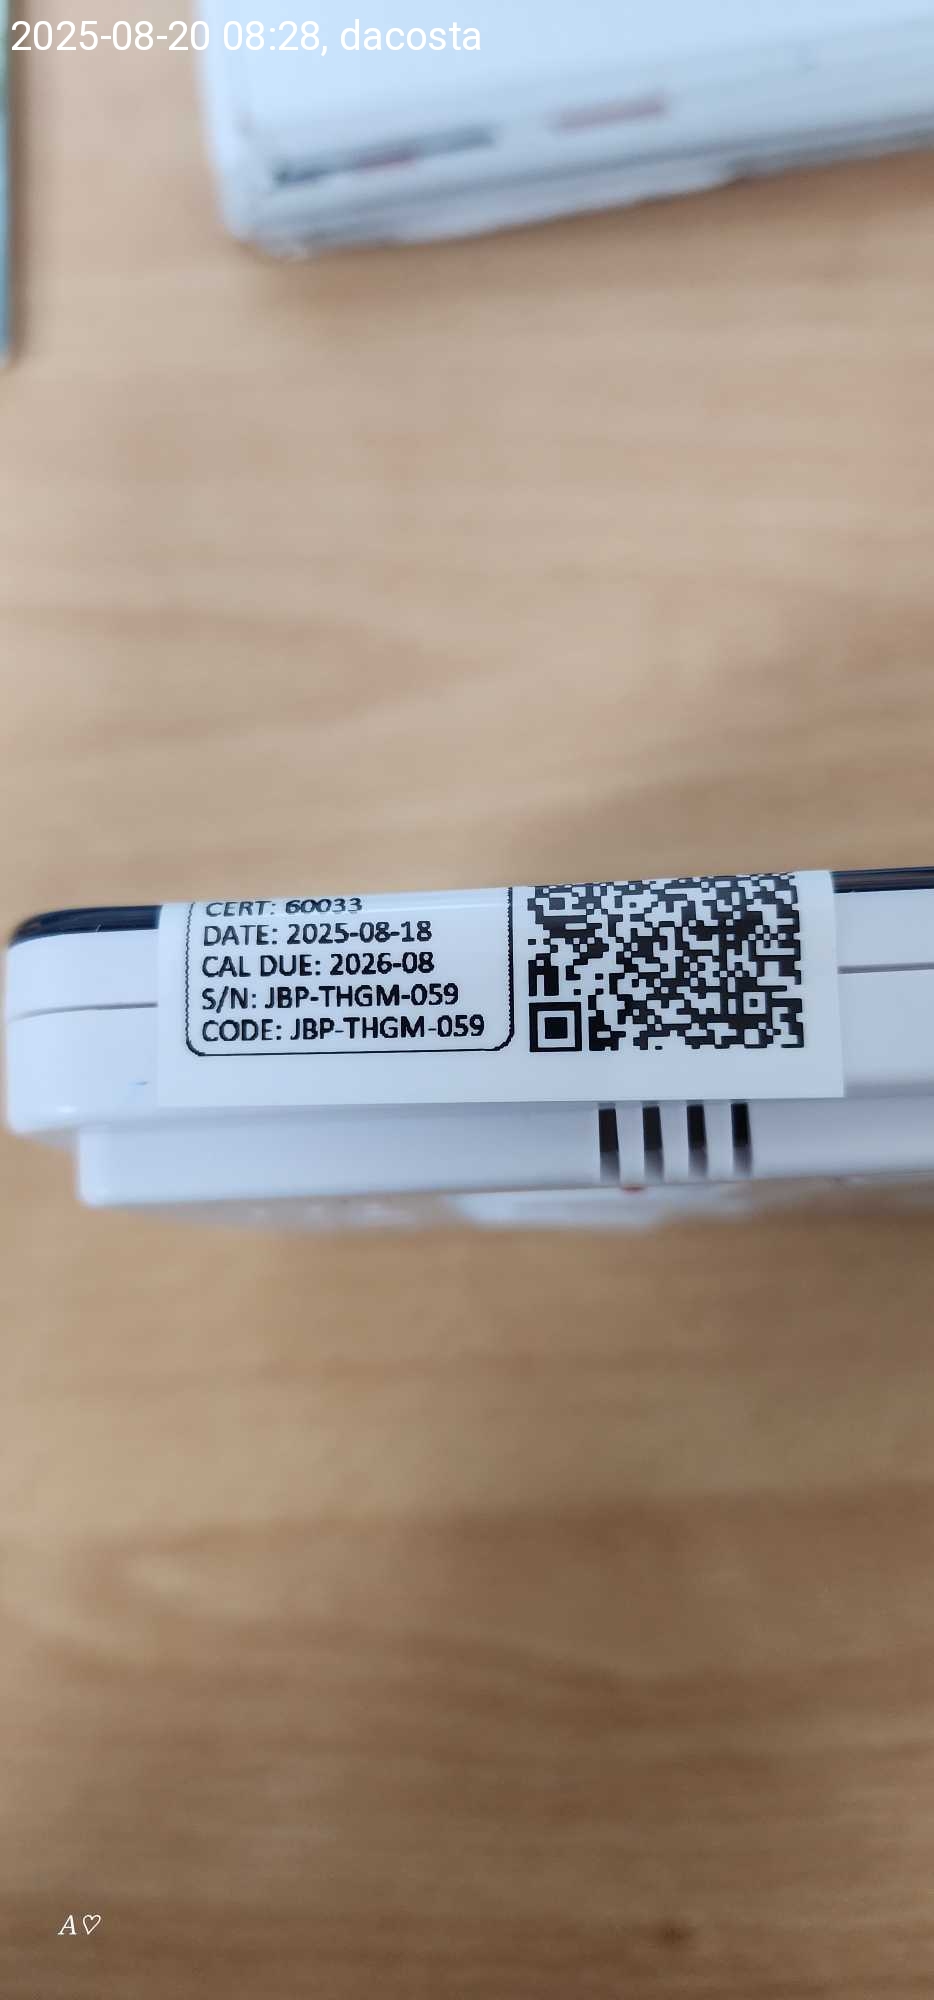 2025-08-20 08:28, dacosta
CERT: 60033
DATE: 2025-08-18
CAL DUE: 2026-08
S/N: JBP-THGM-059
CODE: JBP-THGM-059
A♡